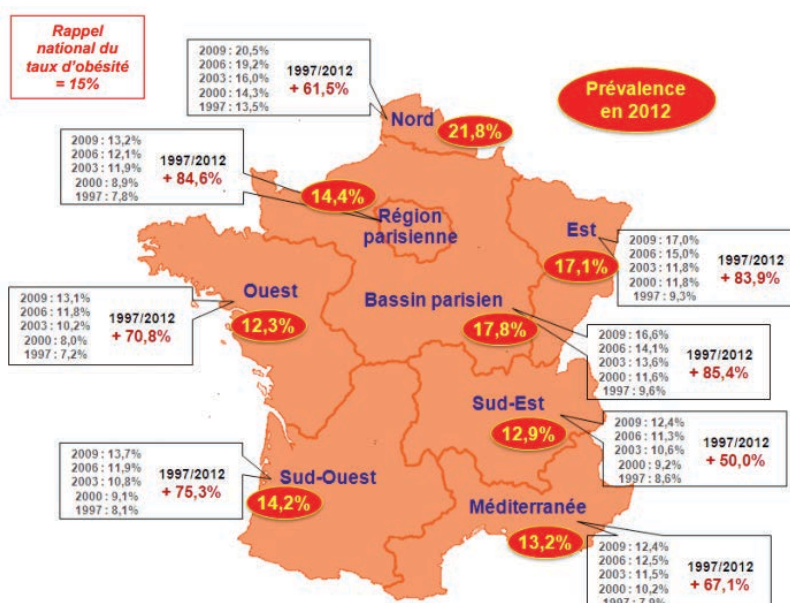 Rappel
national du
taux d'obésité
= 15%
2009 : 20,5%
2006 : 19,2%
2003 : 16,0%
2000 : 14,3%
1997 : 13,5%
1997/2012
+ 61,5%
Prévalence
en 2012
Nord
21,8%
2009 : 13,2%
2006 : 12,1%
2003 : 11,9%
2000 : 8,9%
1997 : 7,8%
1997/2012
+ 84,6%
14,4%
Région
parisienne
Est
17,1%
2009 : 17,0%
2006 : 15,0%
2003 : 11,8%
2000 : 11,8%
1997 : 9,3%
1997/2012
+ 83,9%
2009 : 13,1%
2006 : 11,8%
2003 : 10,2%
2000 : 8,0%
1997 : 7,2%
1997/2012
+ 70,8%
Ouest
12,3%
Bassin parisien
17,8%
2009 : 16,6%
2006 : 14,1%
2003 : 13,6%
2000 : 11,6%
1997 : 9,6%
1997/2012
+ 85,4%
Sud-Est
12,9%
2009 : 12,4%
2006 : 11,3%
2003 : 10,6%
2000 : 9,2%
1997 : 8,6%
1997/2012
+ 50,0%
2009 : 13,7%
2006 : 11,9%
2003 : 10,8%
2000 : 9,1%
1997 : 8,1%
1997/2012
+ 75,3%
Sud-Ouest
14,2%
Méditerranée
13,2%
2009 : 12,4%
2006 : 12,5%
2003 : 11,5%
2000 : 10,2%
1997 : 7,9%
1997/2012
+ 67,1%